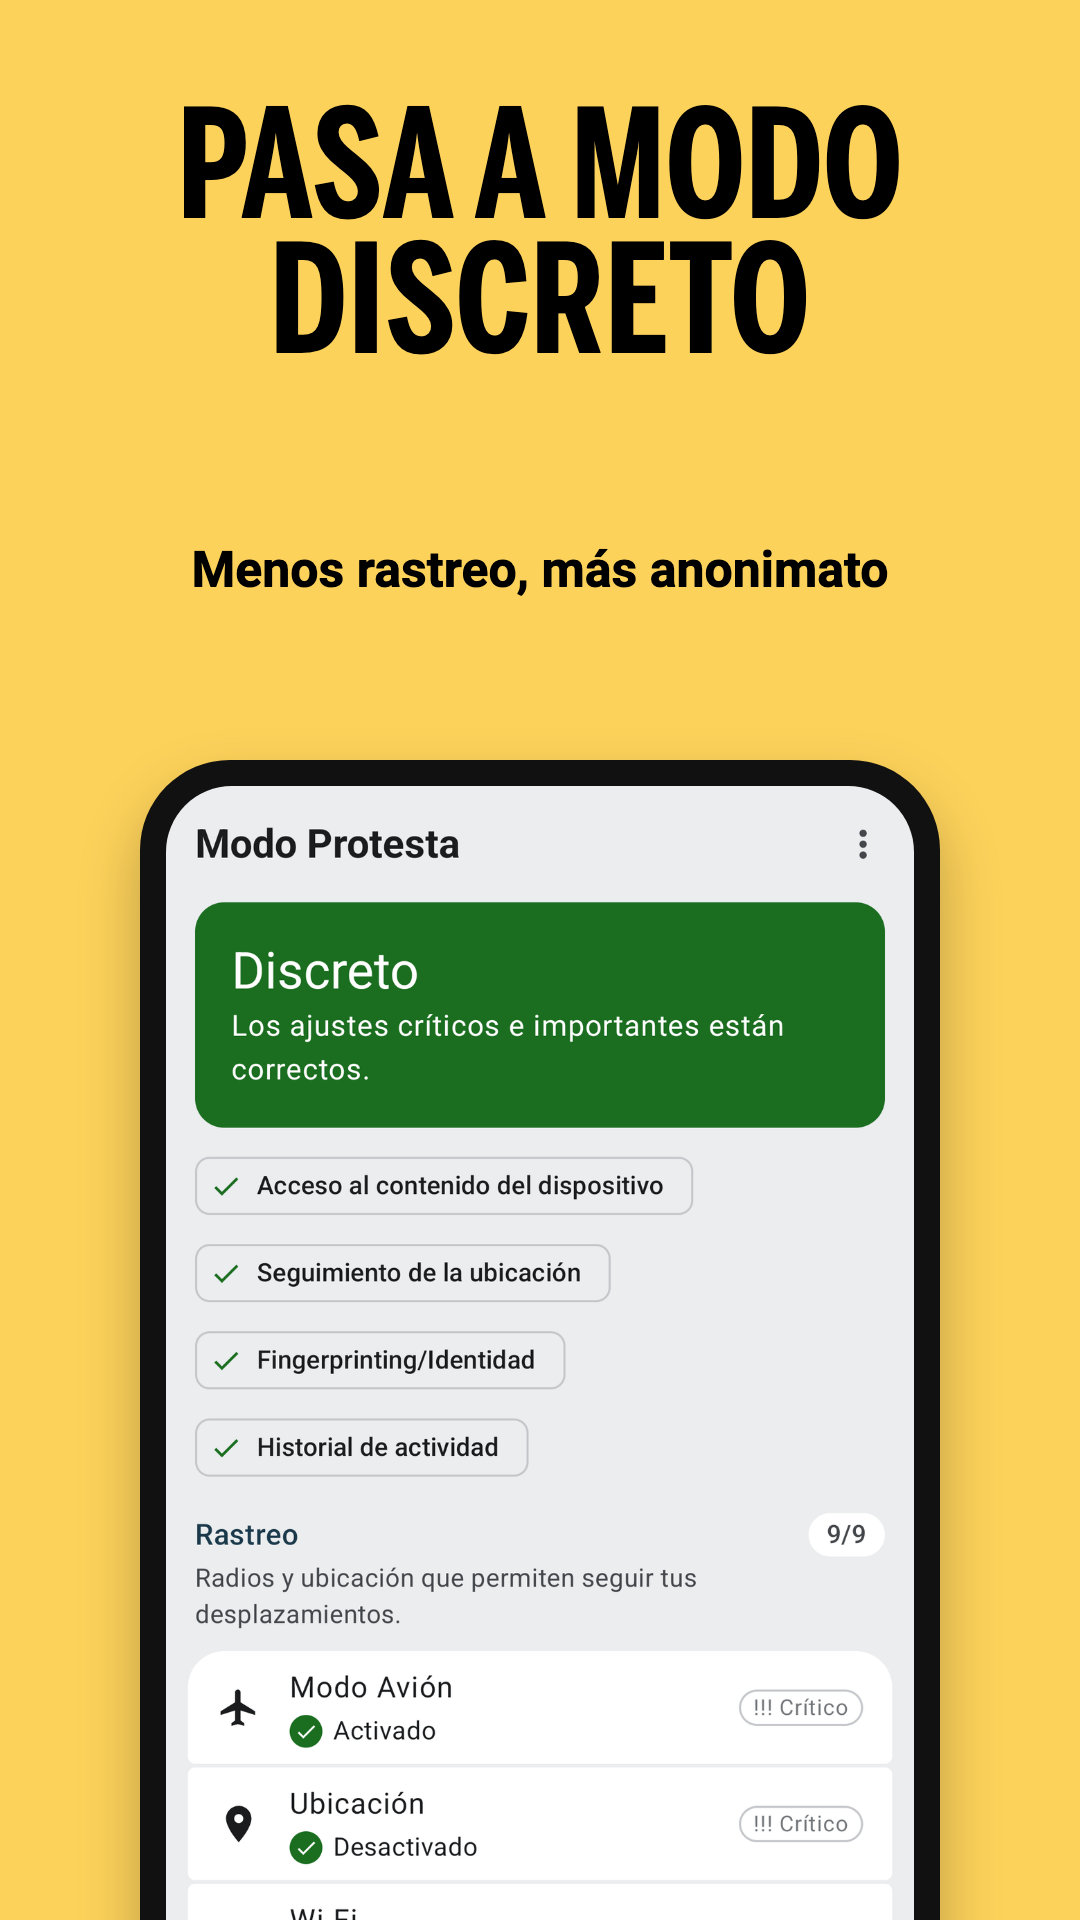 PASA A MODO
DISCRETO
Menos rastreo, más anonimato
Modo Protesta
Discreto
Los ajustes críticos e importantes están
correctos.
Acceso al contenido del dispositivo
Seguimiento de la ubicación
Fingerprinting/Identidad
Historial de actividad
Rastreo
9/9
Radios y ubicación que permiten seguir tus
desplazamientos.
Modo Avión
!!! Crítico
Activado
Ubicación
!!! Crítico
Desactivado
Wi-Fi